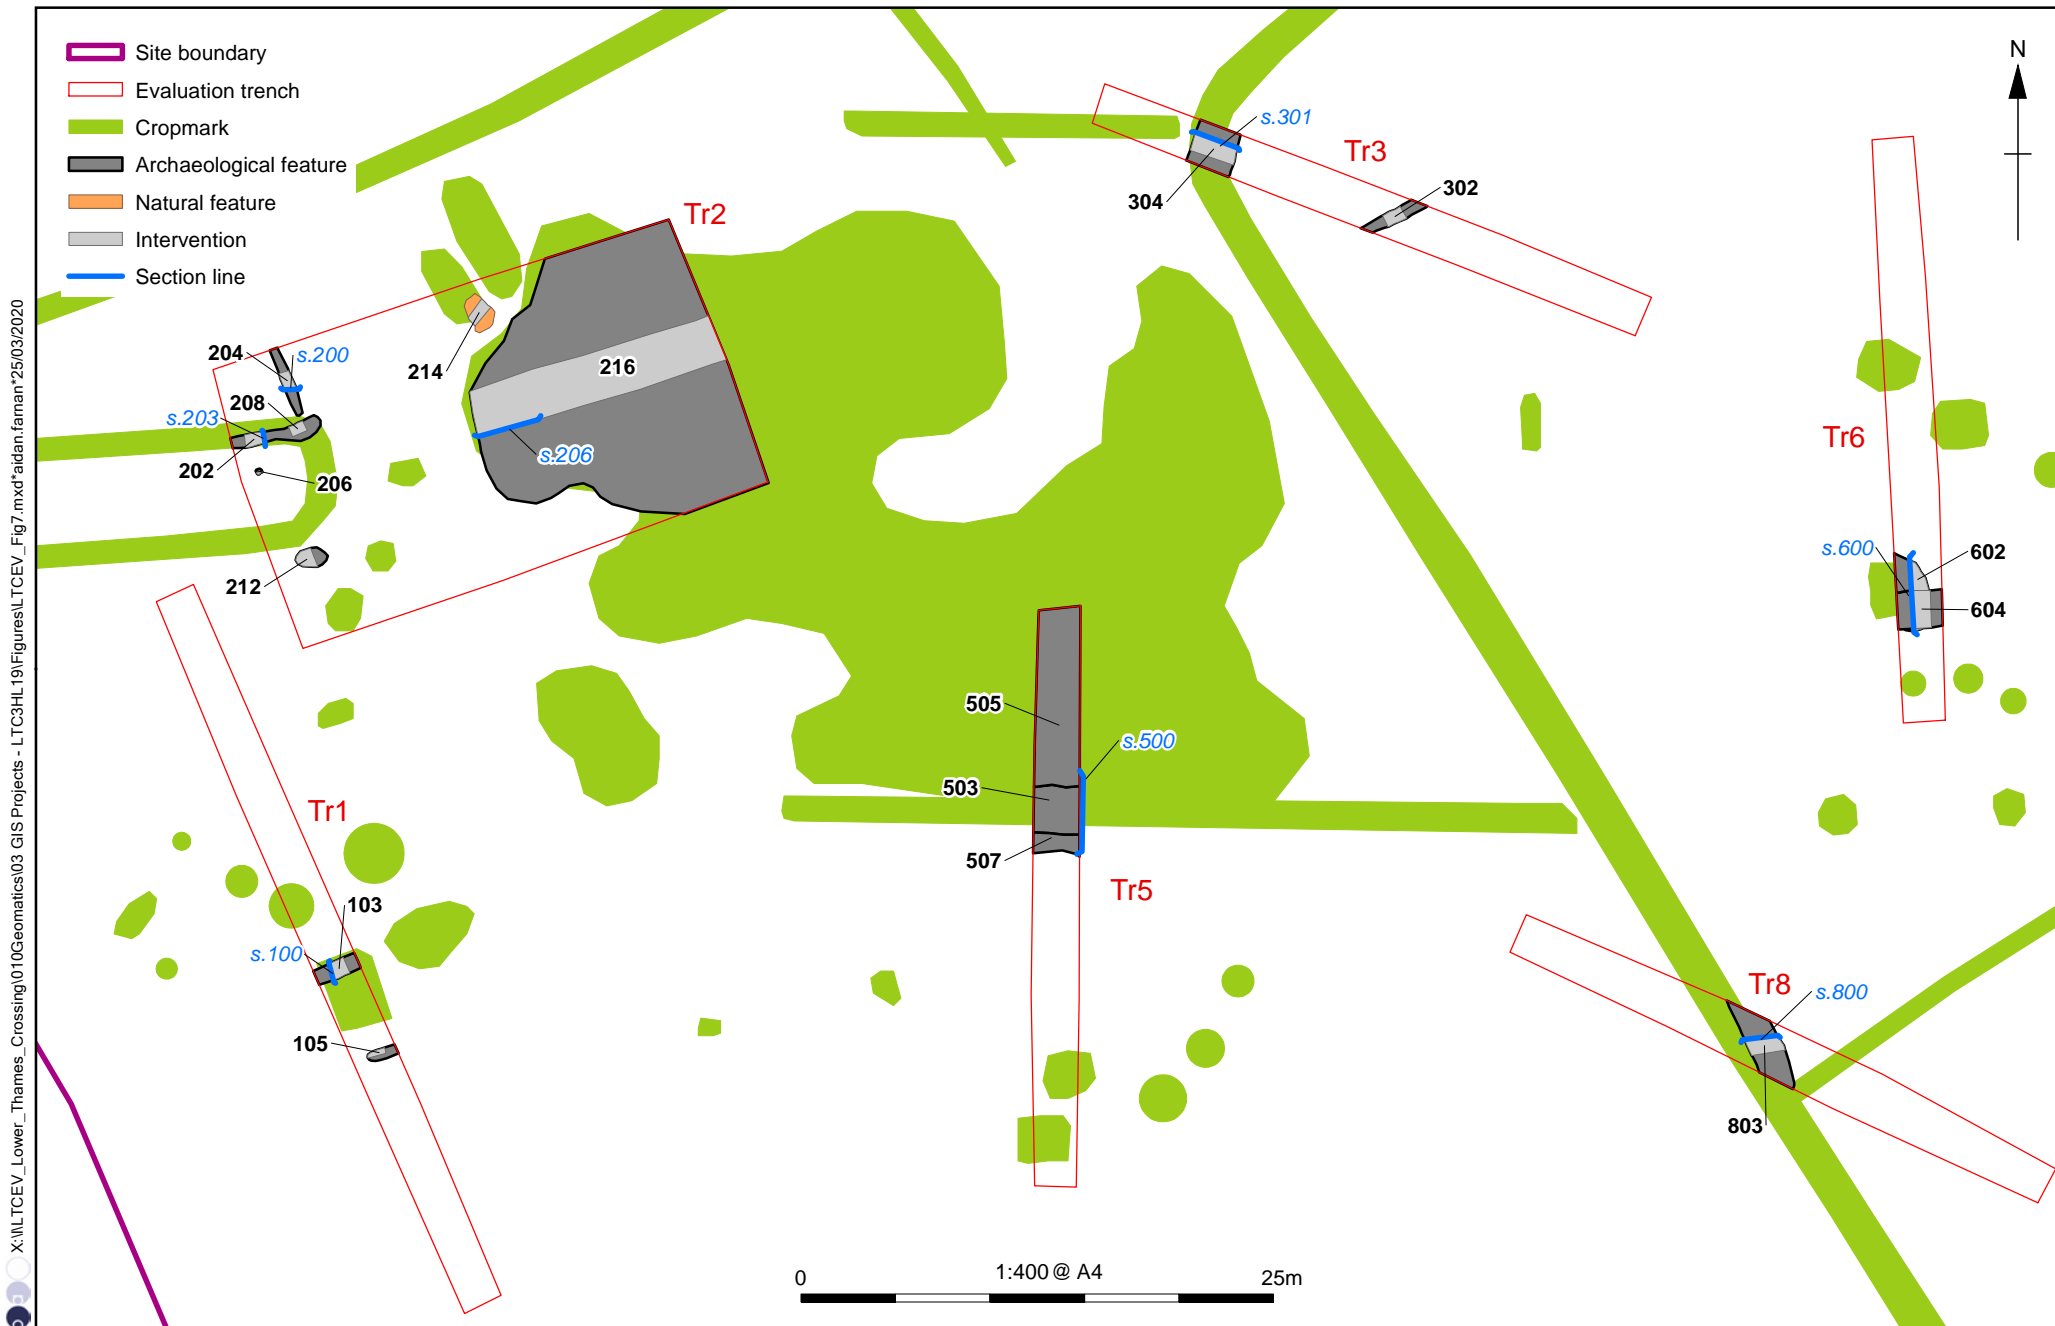 Site boundary
Evaluation trench
Cropmark
Archaeological feature
Natural feature
Intervention
Section line
N
Tr2
s.301
Tr3
302
304
204
s.200
214
216
208
s.203
s.206
202
206
212
Tr6
s.600
602
604
505
s.500
503
507
Tr5
Tr1
103
s.100
105
Tr8
s.800
803
0
1:400 @ A4
25m
X:\l\LTCEV_Lower_Thames_Crossing\010Geomatics\03 GIS Projects - LTC3HL19\Figures\LTCEV_Fig7.mxd*aidan.farnan*25/03/2020